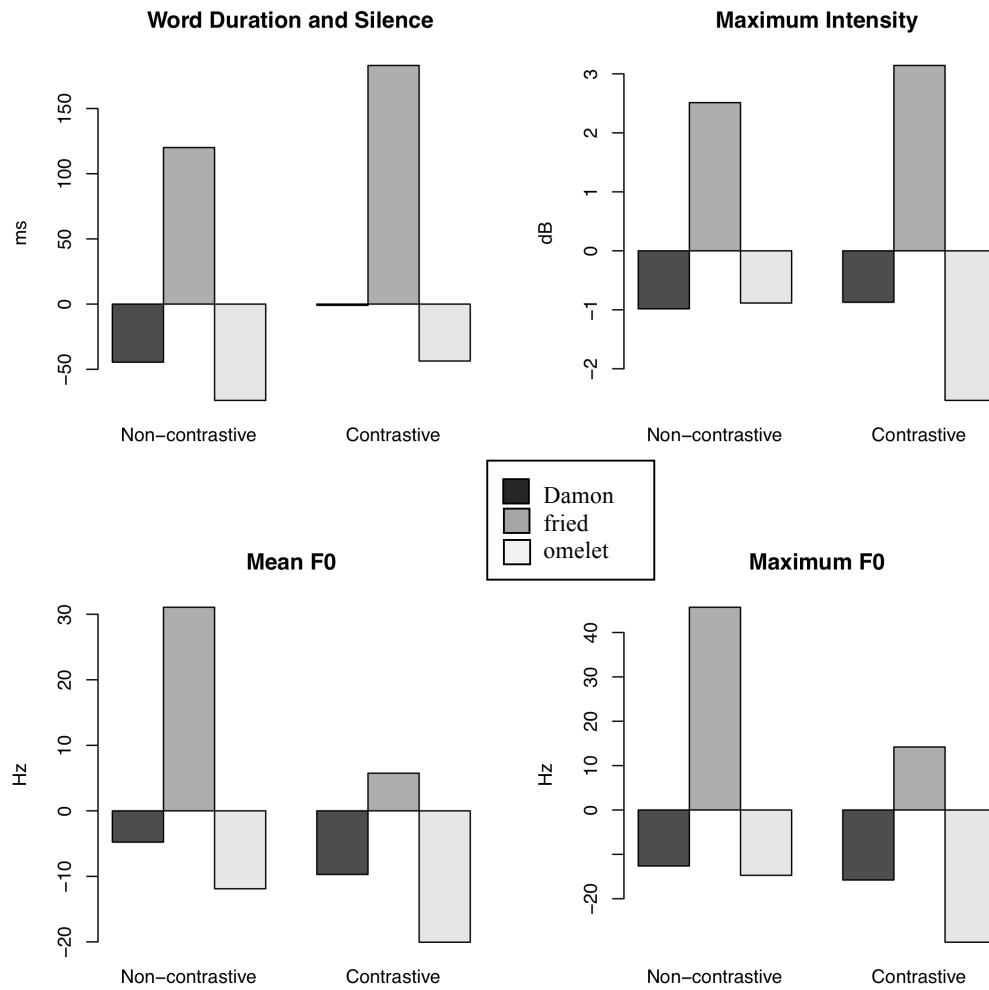 Word Duration and Silence
ms
150
100
50
0
−50
Non−contrastive Contrastive
Maximum Intensity
dB
3
2
1
0
−1
−2
Non−contrastive Contrastive
Damon
fried
omelet
Mean F0
Hz
30
20
10
0
−10
−20
Non−contrastive Contrastive
Maximum F0
Hz
40
30
20
10
0
−20
Non−contrastive Contrastive